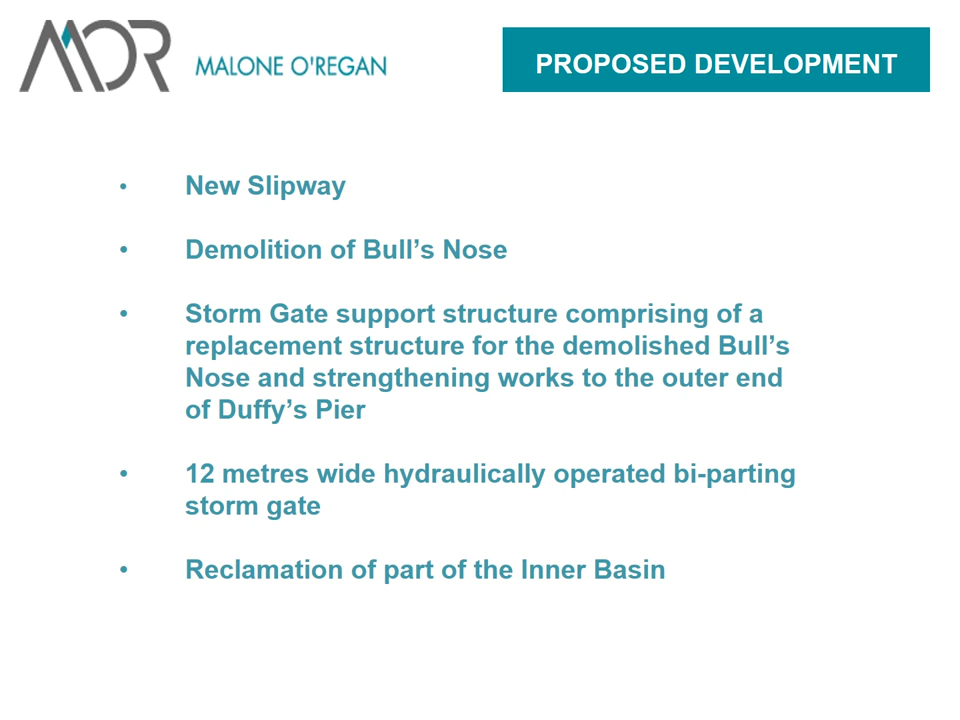 MOR MALONE O'REGAN
PROPOSED DEVELOPMENT
• New Slipway
• Demolition of Bull’s Nose
• Storm Gate support structure comprising of a
replacement structure for the demolished Bull’s
Nose and strengthening works to the outer end
of Duffy’s Pier
• 12 metres wide hydraulically operated bi-parting
storm gate
• Reclamation of part of the Inner Basin